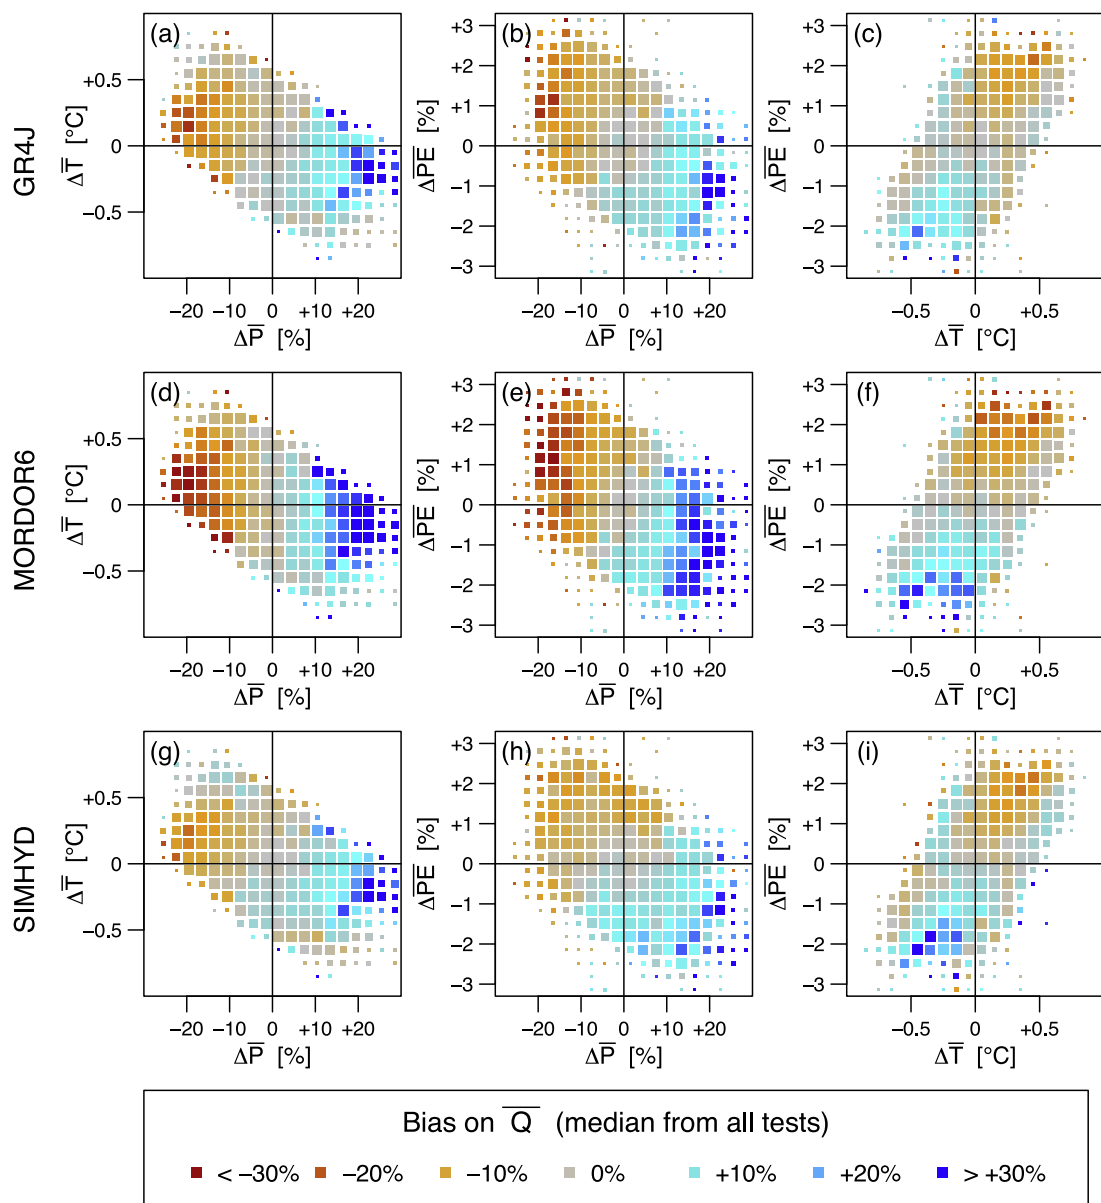 GR4J
(a)
+0.5
0
−0.5
ΔT̅ [°C]
−20 −10 0 +10 +20
ΔP̅ [%]
(b)
+3
+2
+1
0
−1
−2
−3
ΔP̅E̅ [%]
−20 −10 0 +10 +20
ΔP̅ [%]
(c)
+3
+2
+1
0
−1
−2
−3
ΔP̅E̅ [%]
−0.5 0 +0.5
ΔT̅ [°C]
MORDOR6
(d)
+0.5
0
−0.5
ΔT̅ [°C]
−20 −10 0 +10 +20
ΔP̅ [%]
(e)
+3
+2
+1
0
−1
−2
−3
ΔP̅E̅ [%]
−20 −10 0 +10 +20
ΔP̅ [%]
(f)
+3
+2
+1
0
−1
−2
−3
ΔP̅E̅ [%]
−0.5 0 +0.5
ΔT̅ [°C]
SIMHYD
(g)
+0.5
0
−0.5
ΔT̅ [°C]
−20 −10 0 +10 +20
ΔP̅ [%]
(h)
+3
+2
+1
0
−1
−2
−3
ΔP̅E̅ [%]
−20 −10 0 +10 +20
ΔP̅ [%]
(i)
+3
+2
+1
0
−1
−2
−3
ΔP̅E̅ [%]
−0.5 0 +0.5
ΔT̅ [°C]
Bias on Q̅ (median from all tests)
< −30% −20% −10% 0% +10% +20% > +30%